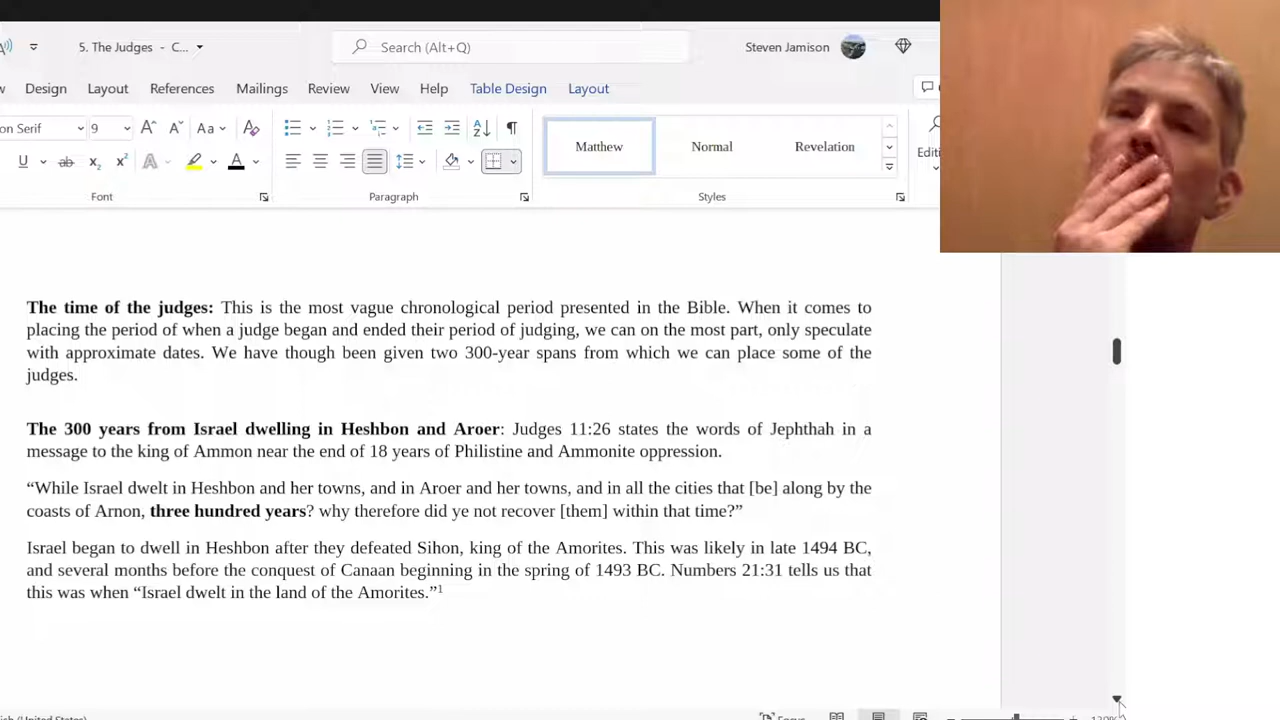 5. The Judges - C...
Search (Alt+Q)
Steven Jamison
Design Layout References Mailings Review View Help Table Design Layout
on Serif 9 Aa
Matthew Normal Revelation
Editi
Font Paragraph Styles
The time of the judges: This is the most vague chronological period presented in the Bible. When it comes to
placing the period of when a judge began and ended their period of judging, we can on the most part, only speculate
with approximate dates. We have though been given two 300-year spans from which we can place some of the
judges.
The 300 years from Israel dwelling in Heshbon and Aroer: Judges 11:26 states the words of Jephthah in a
message to the king of Ammon near the end of 18 years of Philistine and Ammonite oppression.
“While Israel dwelt in Heshbon and her towns, and in Aroer and her towns, and in all the cities that [be] along by the
coasts of Arnon, three hundred years? why therefore did ye not recover [them] within that time?”
Israel began to dwell in Heshbon after they defeated Sihon, king of the Amorites. This was likely in late 1494 BC,
and several months before the conquest of Canaan beginning in the spring of 1493 BC. Numbers 21:31 tells us that
this was when “Israel dwelt in the land of the Amorites.”1
ish (United States) Focus